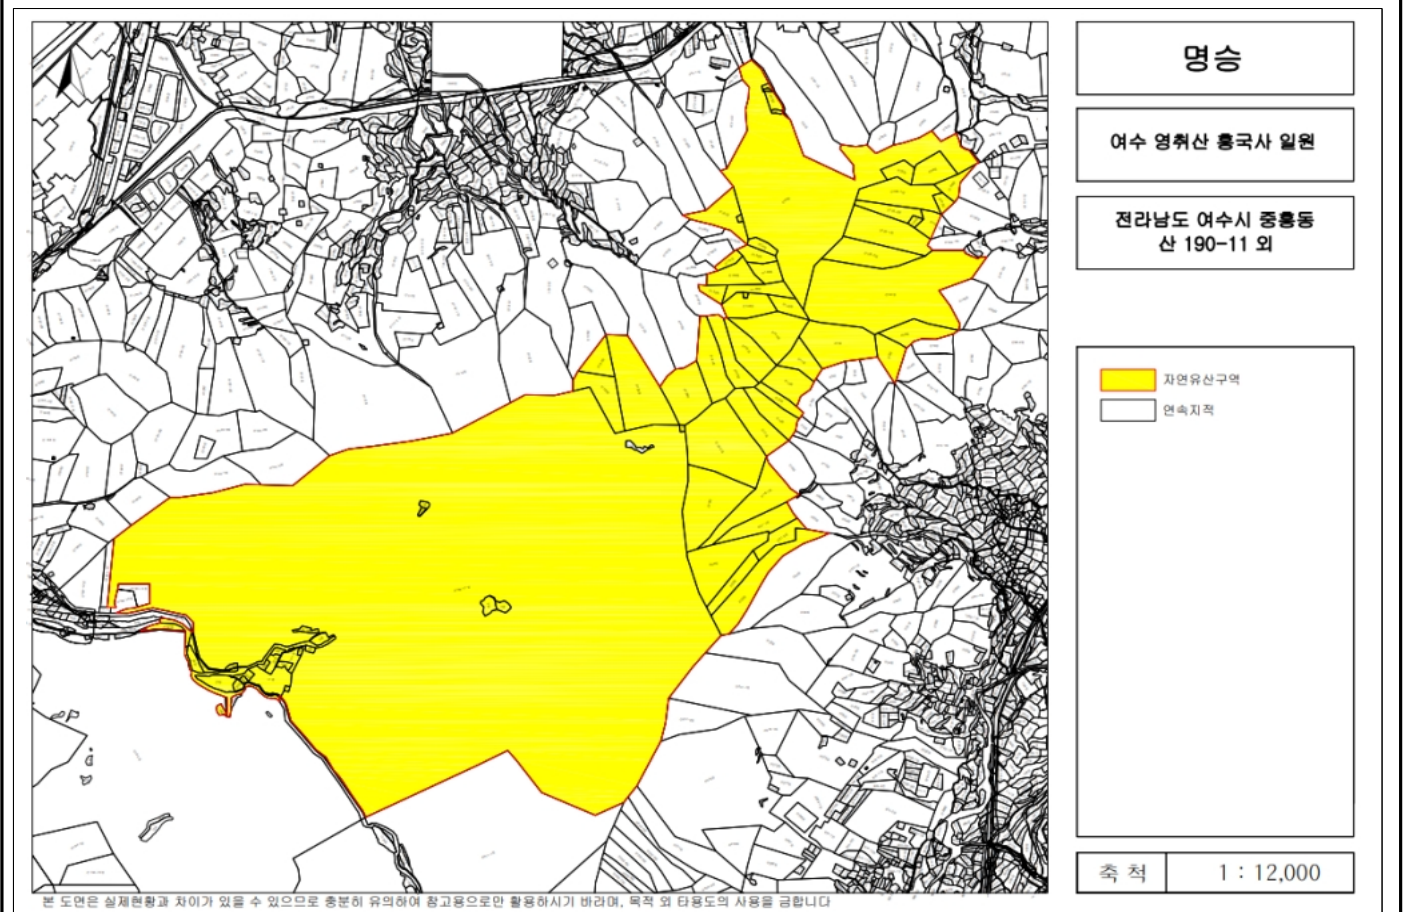 명승
여수 영취산 흥국사 일원
전라남도 여수시 중흥동
산 190-11 외
자연유산구역
연속지적
축 척
1 : 12,000
본 도면은 실제현황과 차이가 있을 수 있으므로 충분히 유의하여 참고용으로만 활용하시기 바라며, 목적 외 타용도의 사용을 금합니다